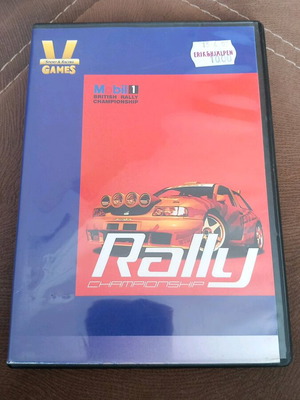 V
GAMES
Mobil 1
BRITISH RALLY
CHAMPIONSHIP
Rally
CHAMPIONSHIP